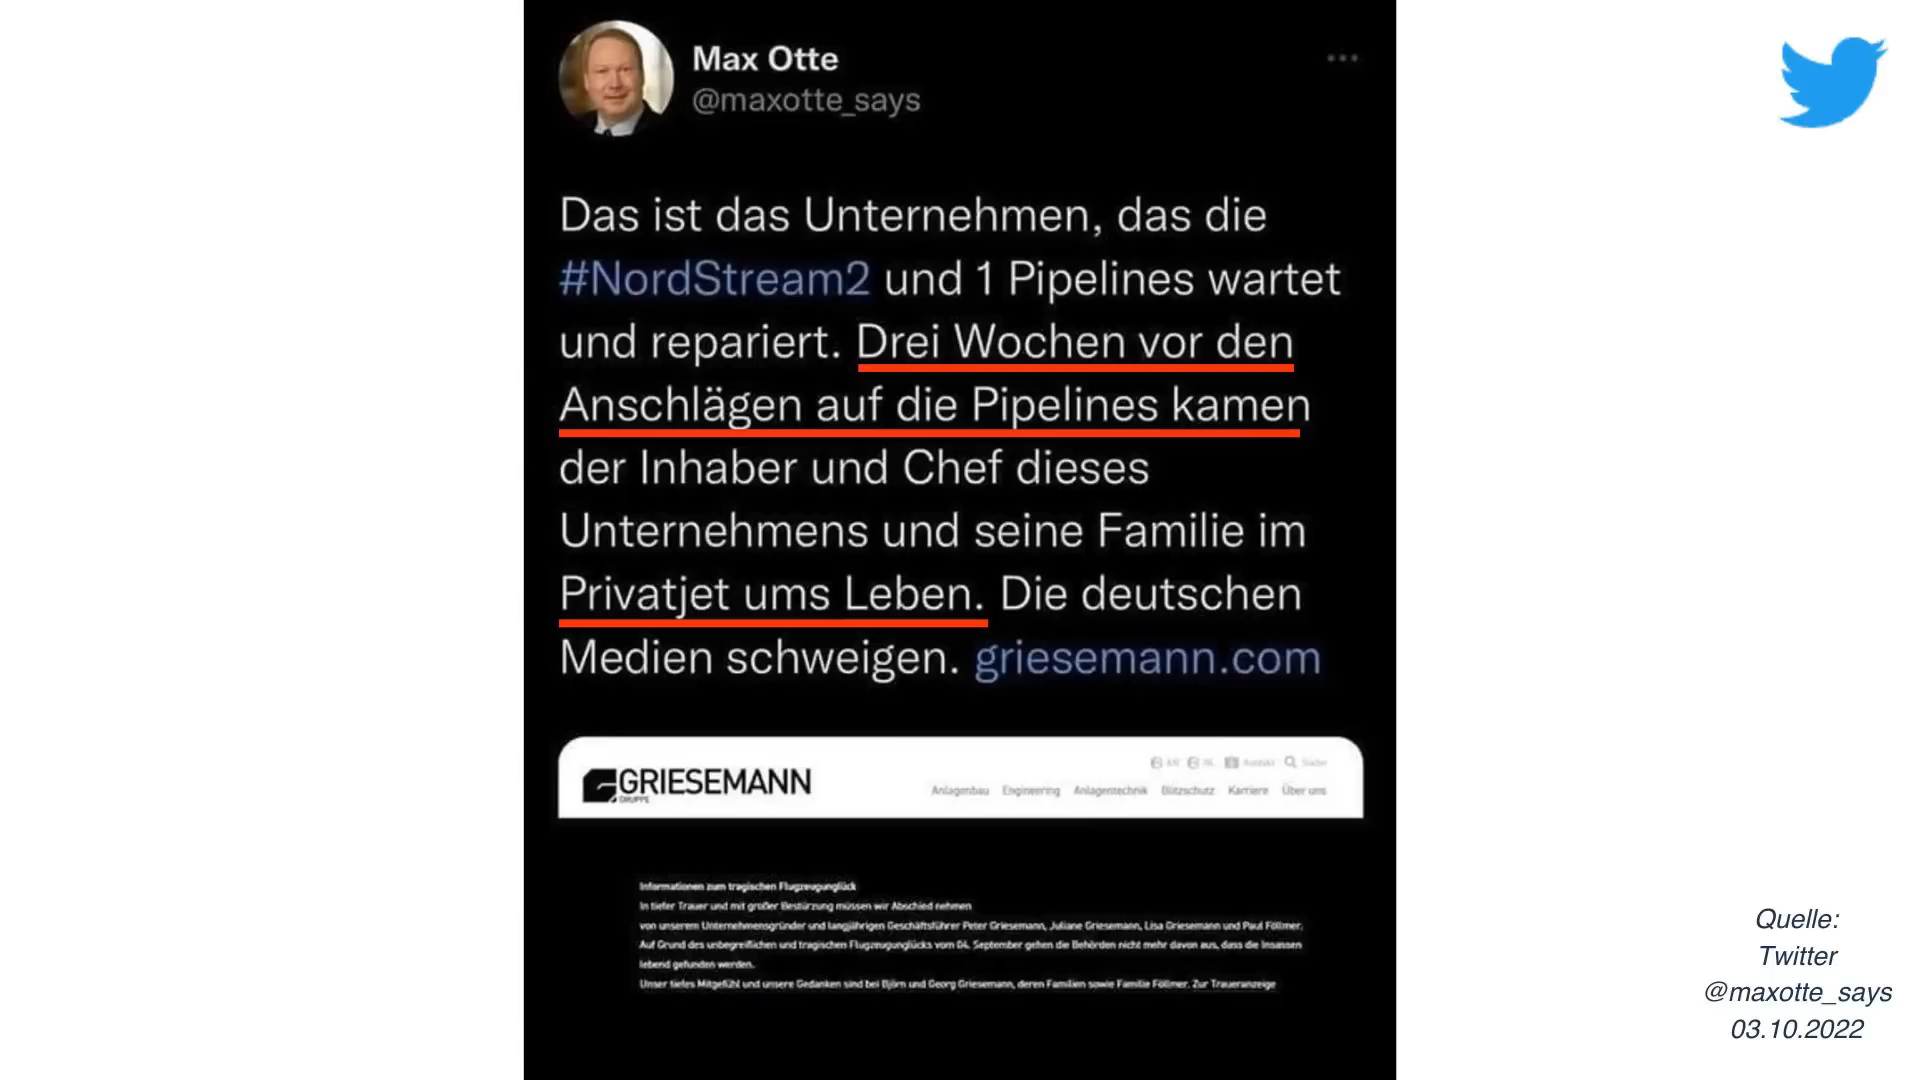 Max Otte
@maxotte_says
Das ist das Unternehmen, das die
#NordStream2 und 1 Pipelines wartet
und repariert. Drei Wochen vor den
Anschlägen auf die Pipelines kamen
der Inhaber und Chef dieses
Unternehmens und seine Familie im
Privatjet ums Leben. Die deutschen
Medien schweigen. griesemann.com
GRIESEMANN
GRUPPE
Kontakt Suche
Anlagenbau Engineering Anlagentechnik Blitzschutz Karriere Über uns
Informationen zum tragischen Flugzeugunglück
In tiefer Trauer und mit großer Bestürzung müssen wir Abschied nehmen
von unserem Unternehmensgründer und langjährigen Geschäftsführer Peter Griesemann, Juliane Griesemann, Lisa Griesemann und Paul Föllmer.
Auf Grund des unbegreiflichen und tragischen Flugzeugunglücks vom 04. September gehen die Behörden nicht mehr davon aus, dass die Insassen
lebend gefunden werden.
Unser tiefes Mitgefühl und unsere Gedanken sind bei Björn und Georg Griesemann, deren Familien sowie Familie Föllmer. Zur Traueranzeige
Quelle:
Twitter
@maxotte_says
03.10.2022